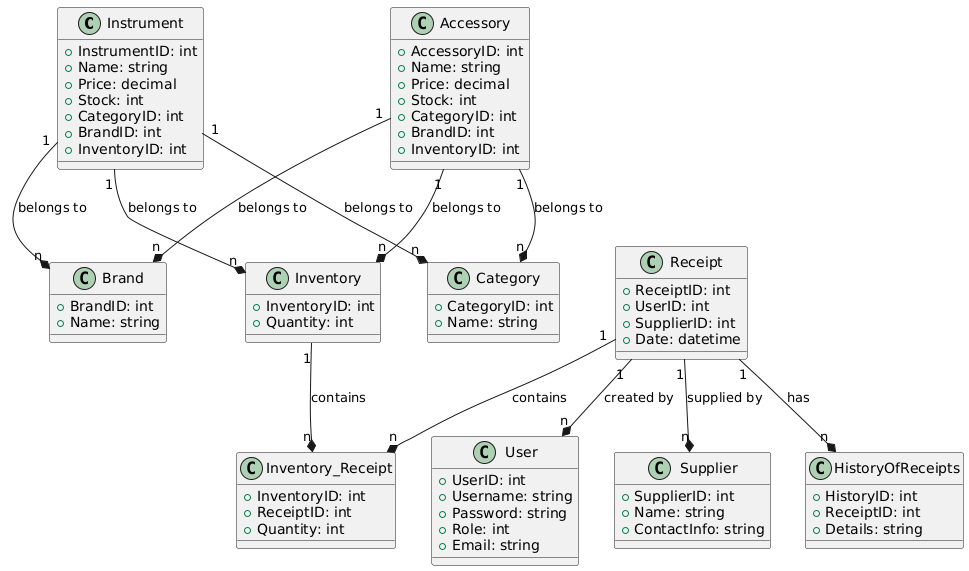 C Instrument
InstrumentID: int
Name: string
Price: decimal
Stock: int
CategoryID: int
BrandID: int
InventoryID: int
C Accessory
AccessoryID: int
Name: string
Price: decimal
Stock: int
CategoryID: int
BrandID: int
InventoryID: int
1
1
1
1
1
1
belongs to
belongs to
belongs to
belongs to
belongs to
belongs to
n
n
n
n
n
n
C Brand
BrandID: int
Name: string
C Inventory
InventoryID: int
Quantity: int
C Category
CategoryID: int
Name: string
C Receipt
ReceiptID: int
UserID: int
SupplierID: int
Date: datetime
1
1
1
1
1
contains
contains
created by
supplied by
has
n
n
n
n
n
C Inventory_Receipt
InventoryID: int
ReceiptID: int
Quantity: int
C User
UserID: int
Username: string
Password: string
Role: int
Email: string
C Supplier
SupplierID: int
Name: string
ContactInfo: string
C HistoryOfReceipts
HistoryID: int
ReceiptID: int
Details: string